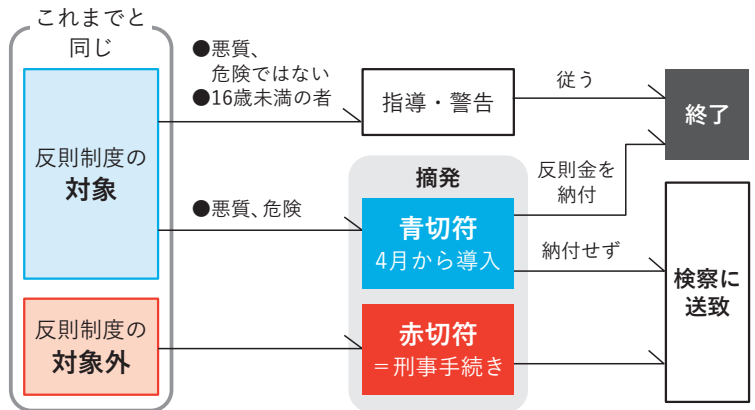 これまでと
同じ
反則制度の
対象
反則制度の
対象外
●悪質、
危険ではない
●16歳未満の者
●悪質、危険
指導・警告
摘発
青切符
4月から導入
赤切符
＝刑事手続き
従う
反則金を
納付
納付せず
終了
検察に
送致